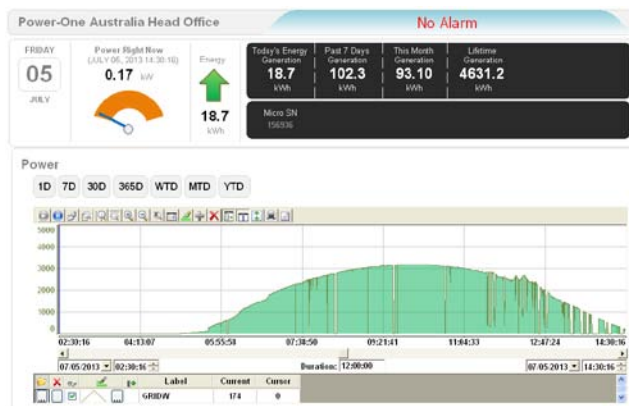 Power-One Australia Head Office
No Alarm
FRIDAY
05
JULY
Power Right Now
(JULY 05, 2013 14:30:16)
0.17 kW
Energy
18.7
kWh
Today's Energy Generation
18.7
kWh
Past 7 Days Generation
102.3
kWh
This Month Generation
93.10
kWh
Lifetime Generation
4631.2
kWh
Micro SN
156936
Power
1D 7D 30D 365D WTD MTD YTD
5000
4000
3000
2000
1000
0
02:30:16 04:13:07 05:55:58 07:38:50 09:21:41 11:04:33 12:47:24 14:30:16
07/05/2013 02:30:16 Duration: 12:00:00 07/05/2013 14:30:16
Label Current Cursor
GRIDW 174 0